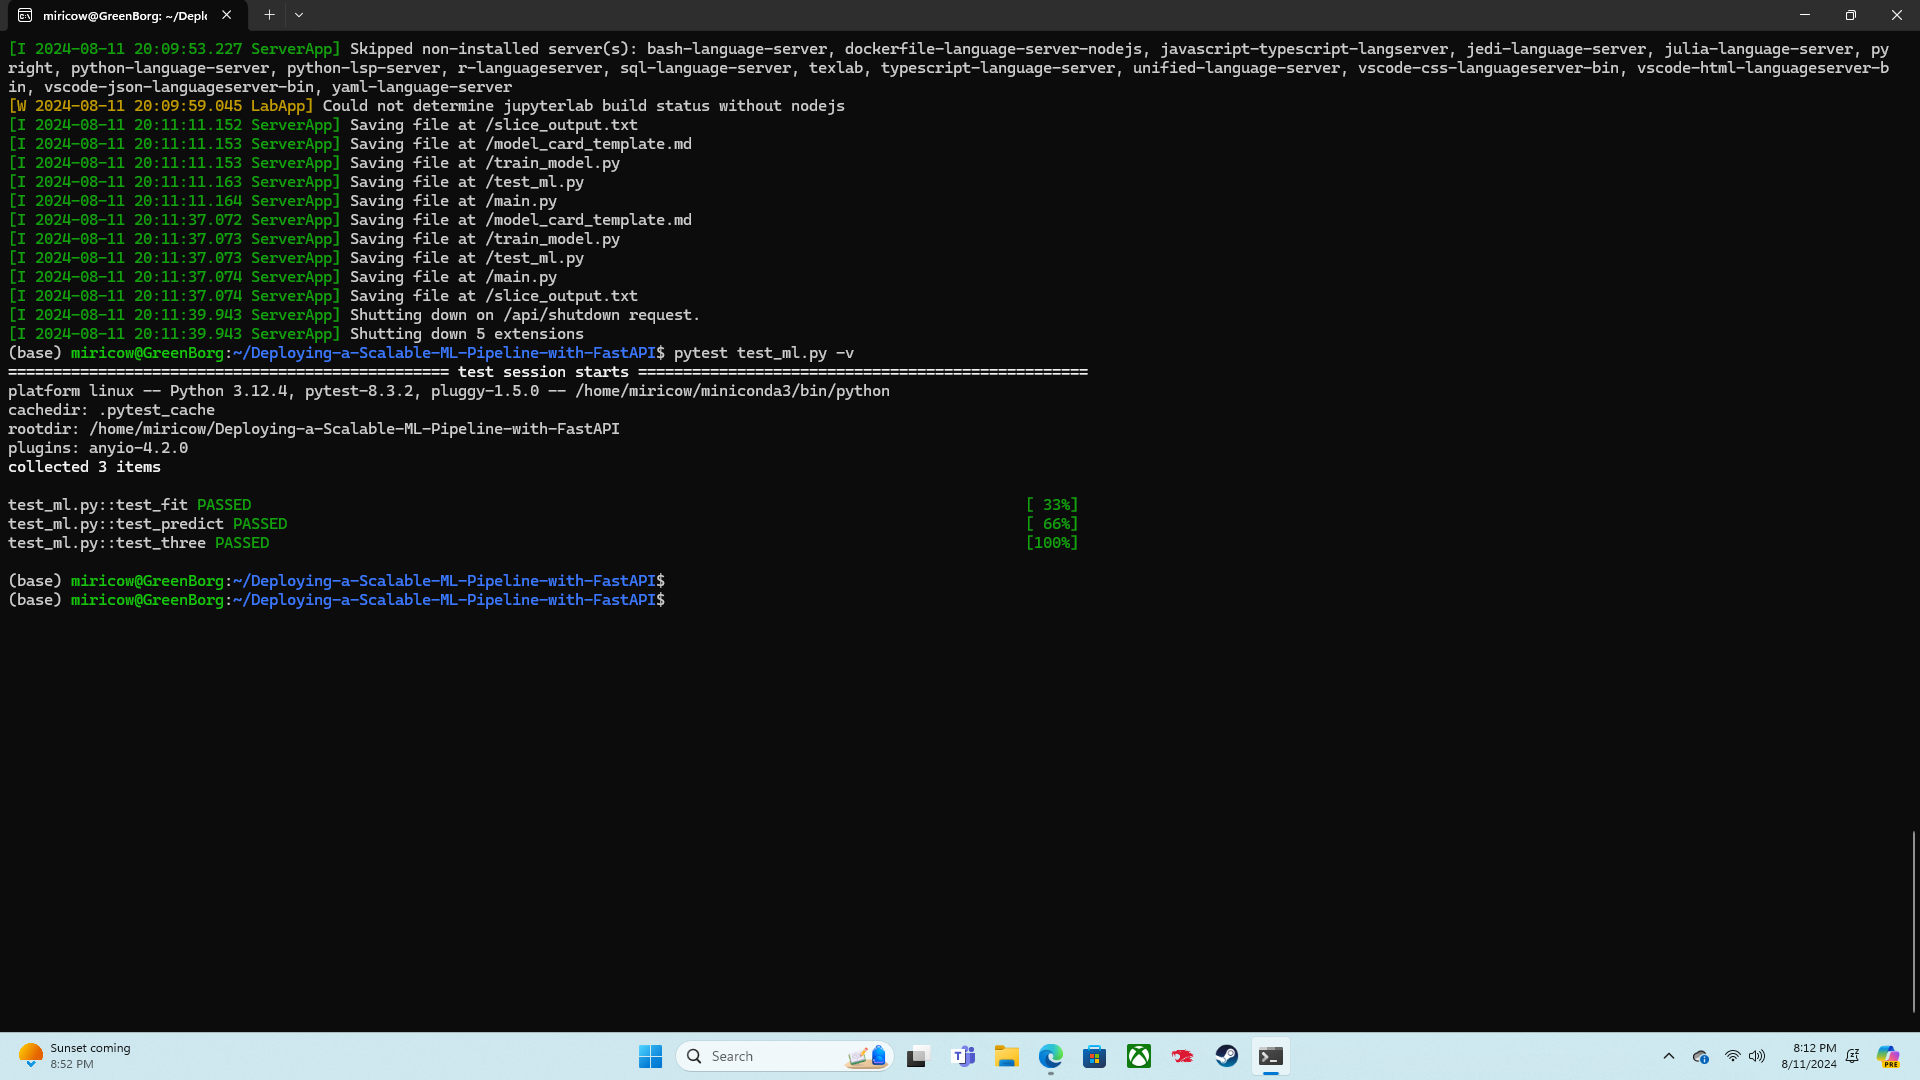 miricow@GreenBorg: ~/Depl
[I 2024-08-11 20:09:53.227 ServerApp] Skipped non-installed server(s): bash-language-server, dockerfile-language-server-nodejs, javascript-typescript-langserver, jedi-language-server, julia-language-server, py
right, python-language-server, python-lsp-server, r-languageserver, sql-language-server, texlab, typescript-language-server, unified-language-server, vscode-css-languageserver-bin, vscode-html-languageserver-b
in, vscode-json-languageserver-bin, yaml-language-server
[W 2024-08-11 20:09:59.045 LabApp] Could not determine jupyterlab build status without nodejs
[I 2024-08-11 20:11:11.152 ServerApp] Saving file at /slice_output.txt
[I 2024-08-11 20:11:11.153 ServerApp] Saving file at /model_card_template.md
[I 2024-08-11 20:11:11.153 ServerApp] Saving file at /train_model.py
[I 2024-08-11 20:11:11.163 ServerApp] Saving file at /test_ml.py
[I 2024-08-11 20:11:11.164 ServerApp] Saving file at /main.py
[I 2024-08-11 20:11:37.072 ServerApp] Saving file at /model_card_template.md
[I 2024-08-11 20:11:37.073 ServerApp] Saving file at /train_model.py
[I 2024-08-11 20:11:37.073 ServerApp] Saving file at /test_ml.py
[I 2024-08-11 20:11:37.074 ServerApp] Saving file at /main.py
[I 2024-08-11 20:11:37.074 ServerApp] Saving file at /slice_output.txt
[I 2024-08-11 20:11:39.943 ServerApp] Shutting down on /api/shutdown request.
[I 2024-08-11 20:11:39.943 ServerApp] Shutting down 5 extensions
(base) miricow@GreenBorg:~/Deploying-a-Scalable-ML-Pipeline-with-FastAPI$ pytest test_ml.py -v
================================================= test session starts ==================================================
platform linux -- Python 3.12.4, pytest-8.3.2, pluggy-1.5.0 -- /home/miricow/miniconda3/bin/python
cachedir: .pytest_cache
rootdir: /home/miricow/Deploying-a-Scalable-ML-Pipeline-with-FastAPI
plugins: anyio-4.2.0
collected 3 items
test_ml.py::test_fit PASSED [ 33%]
test_ml.py::test_predict PASSED [ 66%]
test_ml.py::test_three PASSED [100%]
(base) miricow@GreenBorg:~/Deploying-a-Scalable-ML-Pipeline-with-FastAPI$
(base) miricow@GreenBorg:~/Deploying-a-Scalable-ML-Pipeline-with-FastAPI$
Sunset coming
8:52 PM
Search
8:12 PM
8/11/2024
PRE